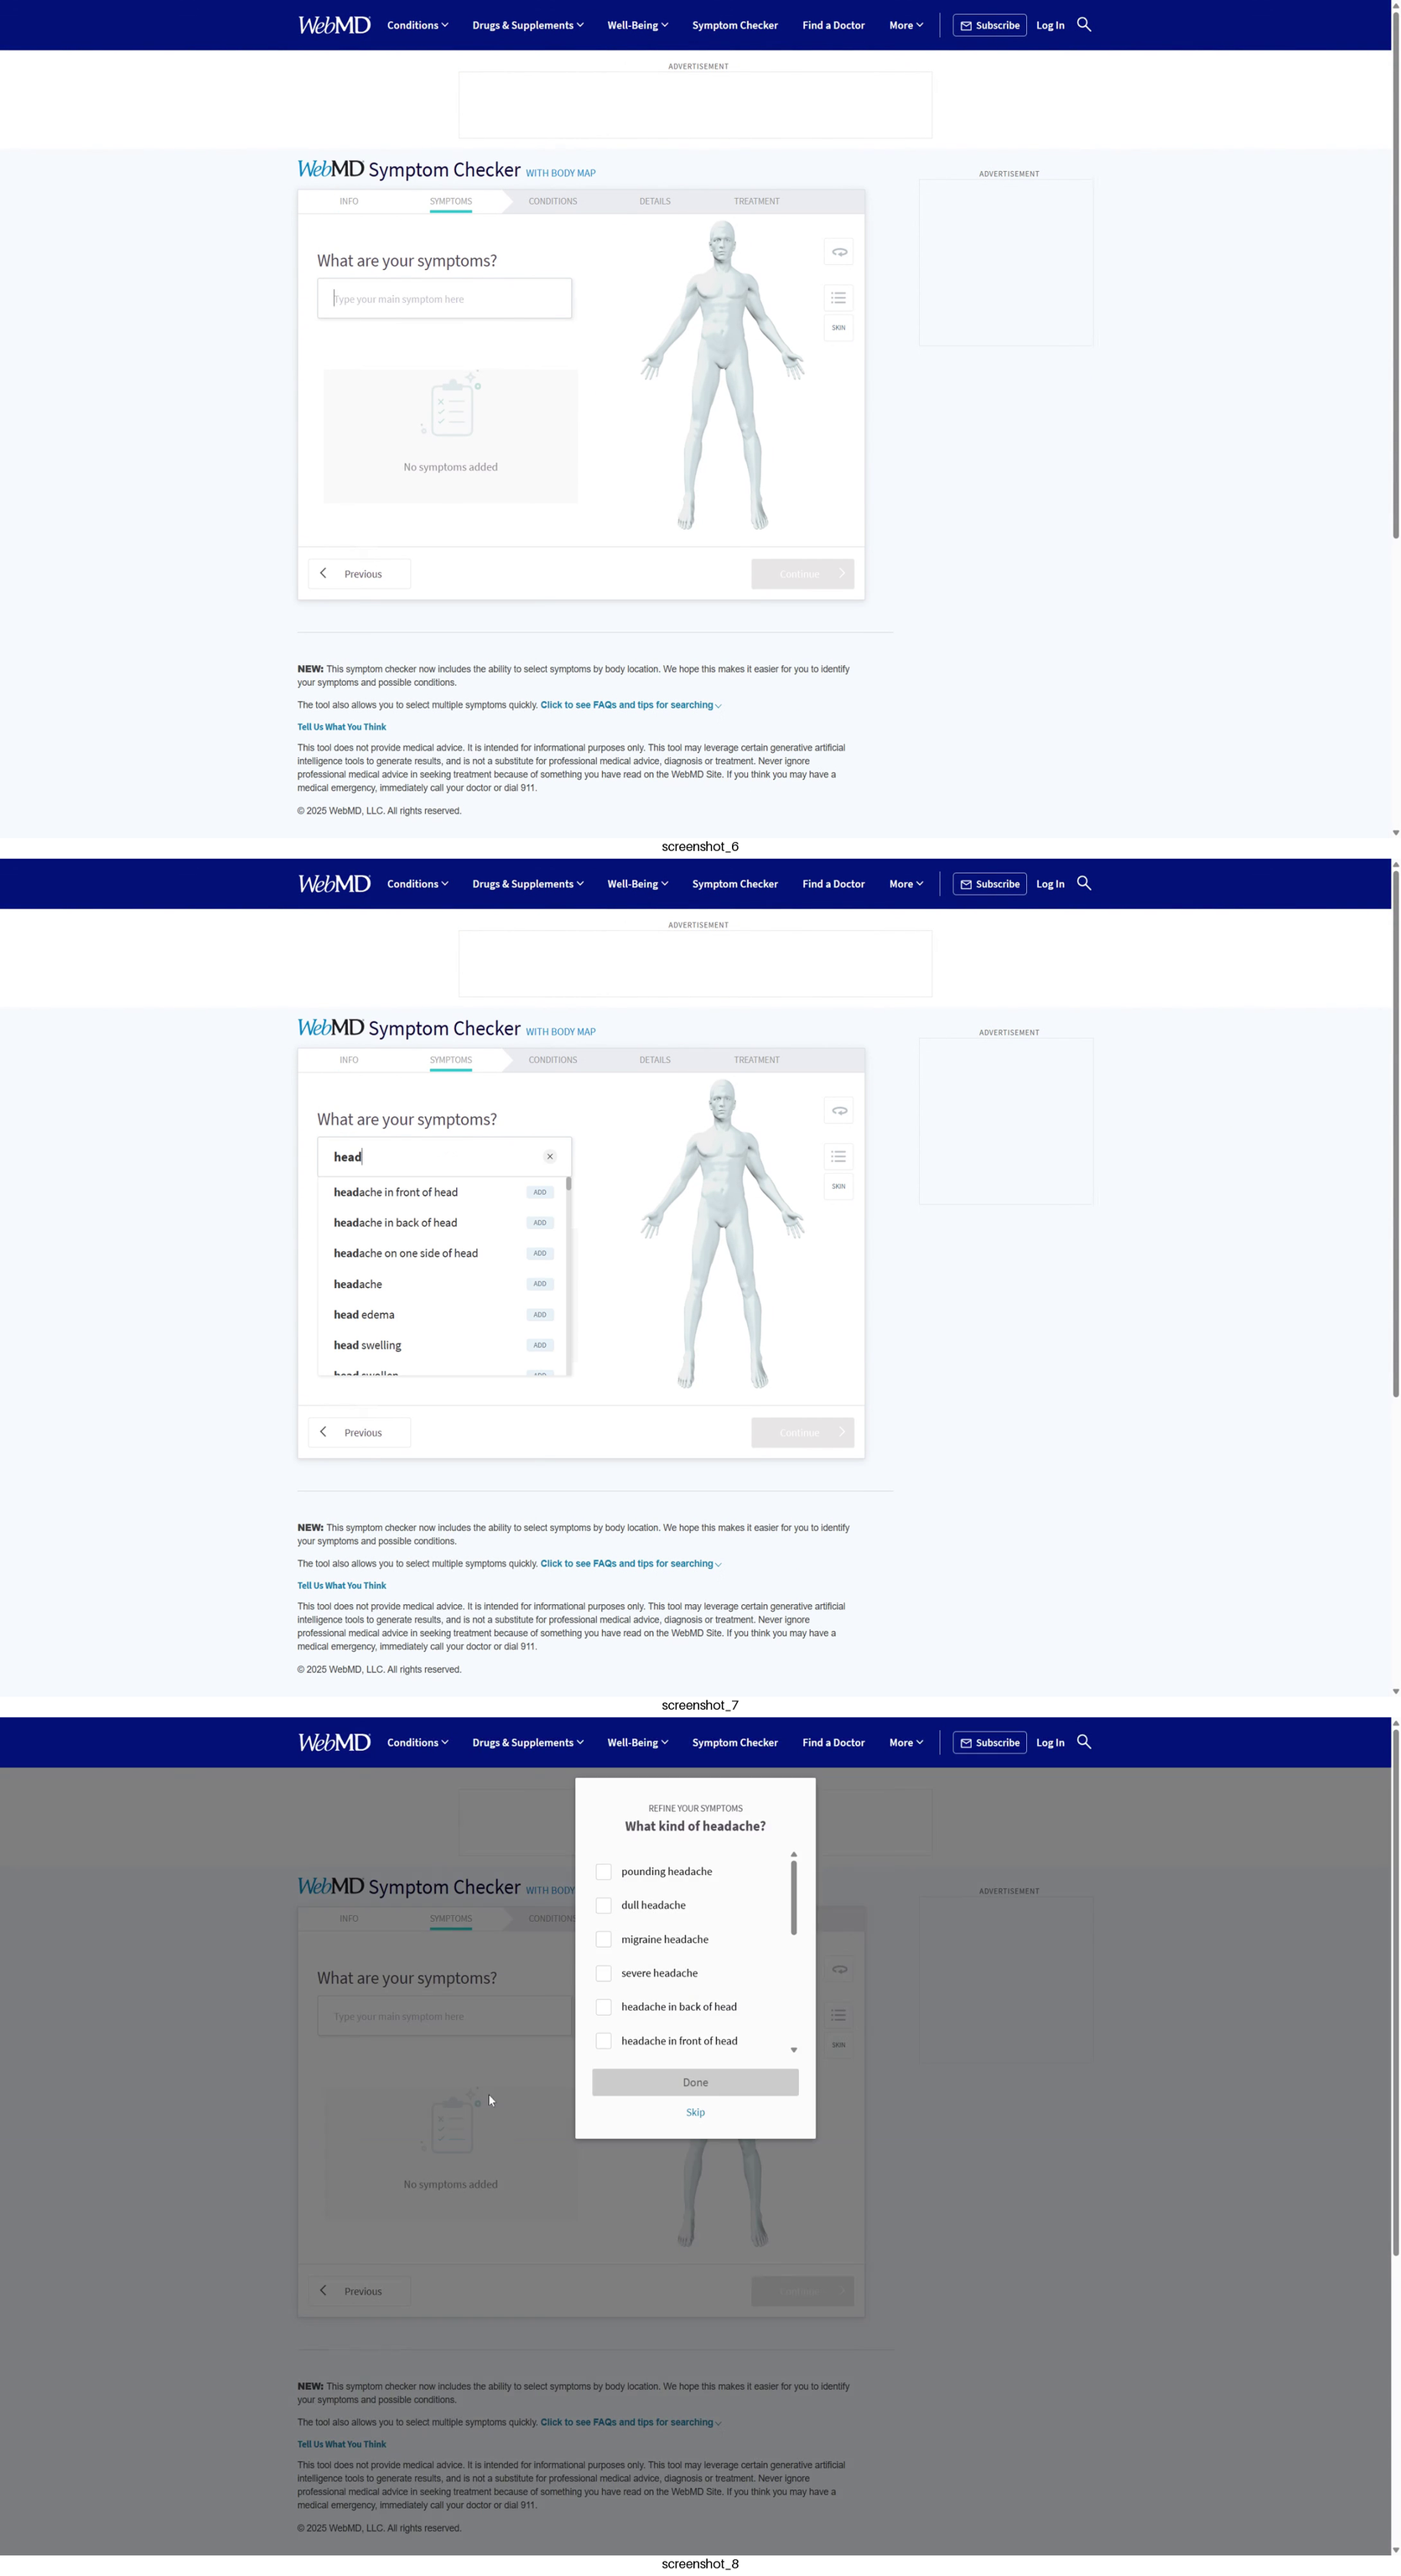 WebMD Conditions Drugs & Supplements Well-Being Symptom Checker Find a Doctor More Subscribe Log In
ADVERTISEMENT
WebMD Symptom Checker WITH BODY MAP
ADVERTISEMENT
INFO SYMPTOMS CONDITIONS DETAILS TREATMENT
What are your symptoms?
Type your main symptom here
SKIN
No symptoms added
Previous Continue
NEW: This symptom checker now includes the ability to select symptoms by body location. We hope this makes it easier for you to identify
your symptoms and possible conditions.
The tool also allows you to select multiple symptoms quickly. Click to see FAQs and tips for searching
Tell Us What You Think
This tool does not provide medical advice. It is intended for informational purposes only. This tool may leverage certain generative artificial
intelligence tools to generate results, and is not a substitute for professional medical advice, diagnosis or treatment. Never ignore
professional medical advice in seeking treatment because of something you have read on the WebMD Site. If you think you may have a
medical emergency, immediately call your doctor or dial 911.
© 2025 WebMD, LLC. All rights reserved.
screenshot_6
WebMD Conditions Drugs & Supplements Well-Being Symptom Checker Find a Doctor More Subscribe Log In
ADVERTISEMENT
WebMD Symptom Checker WITH BODY MAP
ADVERTISEMENT
INFO SYMPTOMS CONDITIONS DETAILS TREATMENT
What are your symptoms?
head
SKIN
headache in front of head ADD
headache in back of head ADD
headache on one side of head ADD
headache ADD
head edema ADD
head swelling ADD
head swollen ADD
Previous Continue
NEW: This symptom checker now includes the ability to select symptoms by body location. We hope this makes it easier for you to identify
your symptoms and possible conditions.
The tool also allows you to select multiple symptoms quickly. Click to see FAQs and tips for searching
Tell Us What You Think
This tool does not provide medical advice. It is intended for informational purposes only. This tool may leverage certain generative artificial
intelligence tools to generate results, and is not a substitute for professional medical advice, diagnosis or treatment. Never ignore
professional medical advice in seeking treatment because of something you have read on the WebMD Site. If you think you may have a
medical emergency, immediately call your doctor or dial 911.
© 2025 WebMD, LLC. All rights reserved.
screenshot_7
WebMD Conditions Drugs & Supplements Well-Being Symptom Checker Find a Doctor More Subscribe Log In
REFINE YOUR SYMPTOMS
What kind of headache?
pounding headache
dull headache
migraine headache
severe headache
headache in back of head
headache in front of head
Done
Skip
WebMD Symptom Checker WITH BODY
ADVERTISEMENT
INFO SYMPTOMS CONDITIONS
What are your symptoms?
Type your main symptom here
SKIN
No symptoms added
Previous Continue
NEW: This symptom checker now includes the ability to select symptoms by body location. We hope this makes it easier for you to identify
your symptoms and possible conditions.
The tool also allows you to select multiple symptoms quickly. Click to see FAQs and tips for searching
Tell Us What You Think
This tool does not provide medical advice. It is intended for informational purposes only. This tool may leverage certain generative artificial
intelligence tools to generate results, and is not a substitute for professional medical advice, diagnosis or treatment. Never ignore
professional medical advice in seeking treatment because of something you have read on the WebMD Site. If you think you may have a
medical emergency, immediately call your doctor or dial 911.
© 2025 WebMD, LLC. All rights reserved.
screenshot_8